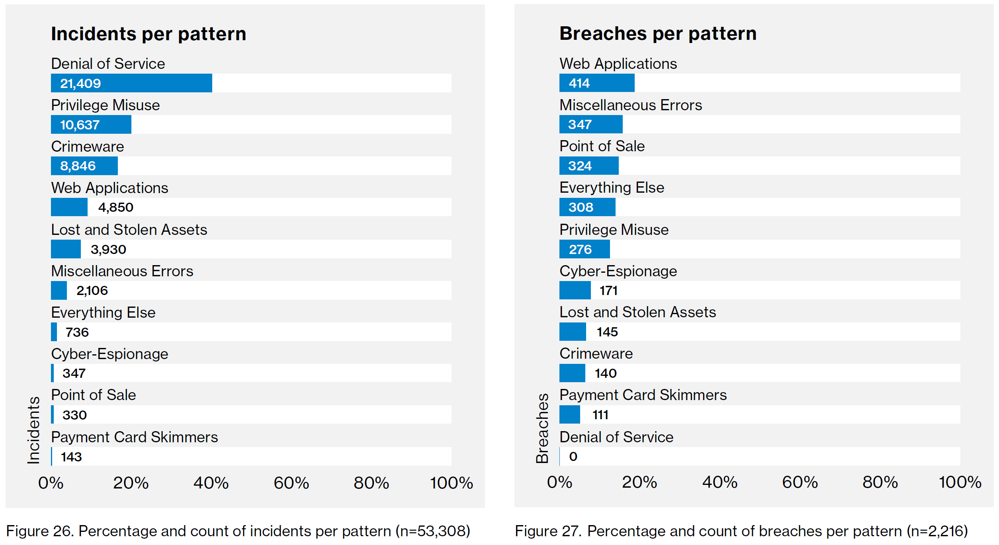 Incidents per pattern
Denial of Service
21,409
Privilege Misuse
10,637
Crimeware
8,846
Web Applications
4,850
Lost and Stolen Assets
3,930
Miscellaneous Errors
2,106
Everything Else
736
Cyber-Espionage
347
Point of Sale
330
Payment Card Skimmers
143
Incidents
0% 20% 40% 60% 80% 100%
Figure 26. Percentage and count of incidents per pattern (n=53,308)
Breaches per pattern
Web Applications
414
Miscellaneous Errors
347
Point of Sale
324
Everything Else
308
Privilege Misuse
276
Cyber-Espionage
171
Lost and Stolen Assets
145
Crimeware
140
Payment Card Skimmers
111
Denial of Service
0
Breaches
0% 20% 40% 60% 80% 100%
Figure 27. Percentage and count of breaches per pattern (n=2,216)